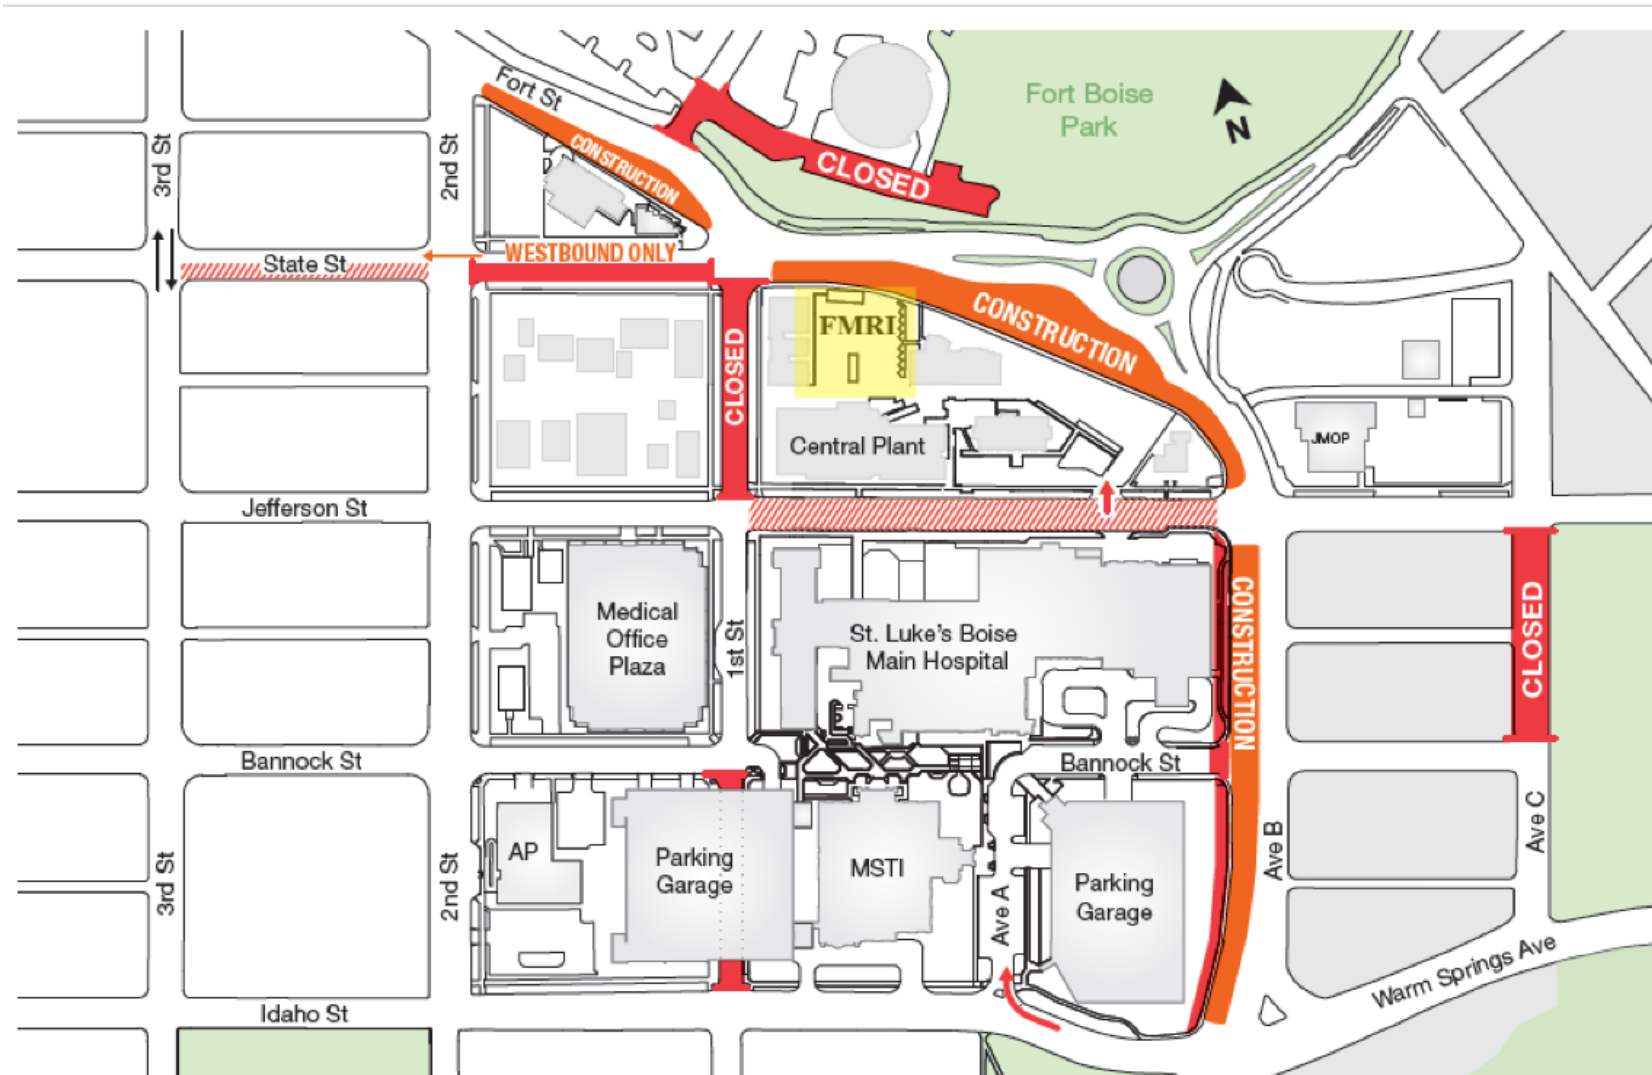 Fort St
Fort Boise
Park
N
CONSTRUCTION
CLOSED
3rd St
2nd St
WESTBOUND ONLY
State St
CONSTRUCTION
FMRI
CLOSED
Central Plant
JMOP
Jefferson St
Medical
Office
Plaza
1st St
St. Luke's Boise
Main Hospital
CONSTRUCTION
CLOSED
Bannock St
Bannock St
3rd St
2nd St
AP
Parking
Garage
MSTI
Ave A
Parking
Garage
Ave B
Ave C
Warm Springs Ave
Idaho St